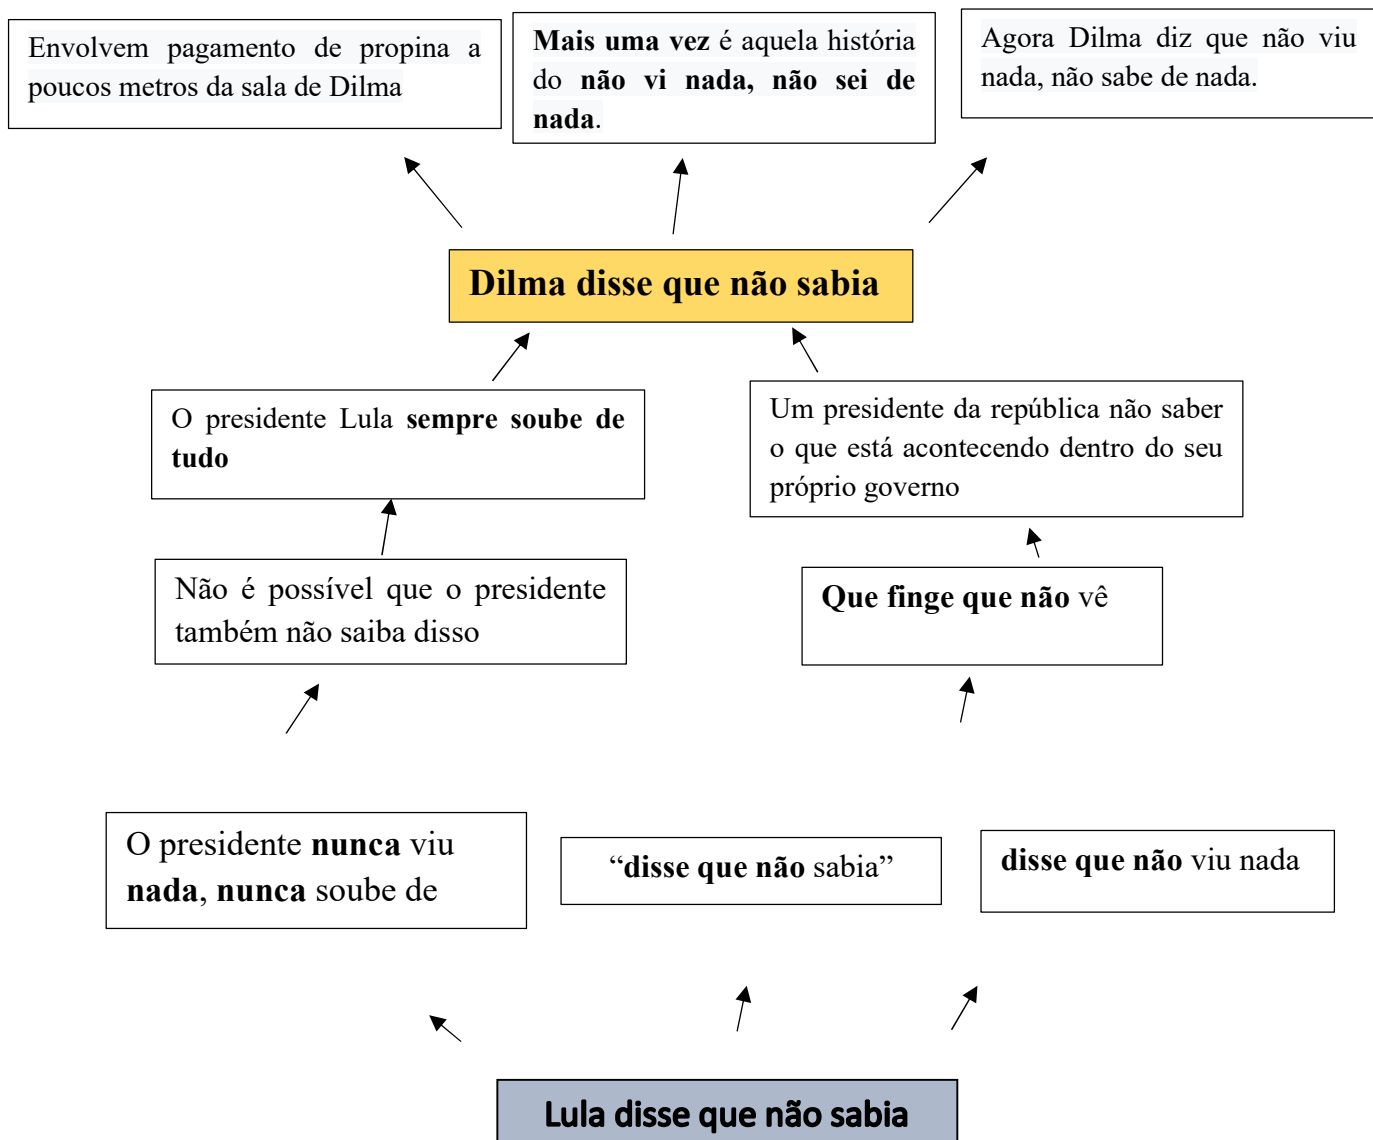 Envolvem pagamento de propina a
poucos metros da sala de Dilma
Mais uma vez é aquela história
do não vi nada, não sei de
nada.
Agora Dilma diz que não viu
nada, não sabe de nada.
Dilma disse que não sabia
O presidente Lula sempre soube de
tudo
Um presidente da república não saber
o que está acontecendo dentro do seu
próprio governo
Não é possível que o presidente
também não saiba disso
Que finge que não vê
O presidente nunca viu
nada, nunca soube de
“disse que não sabia”
disse que não viu nada
Lula disse que não sabia